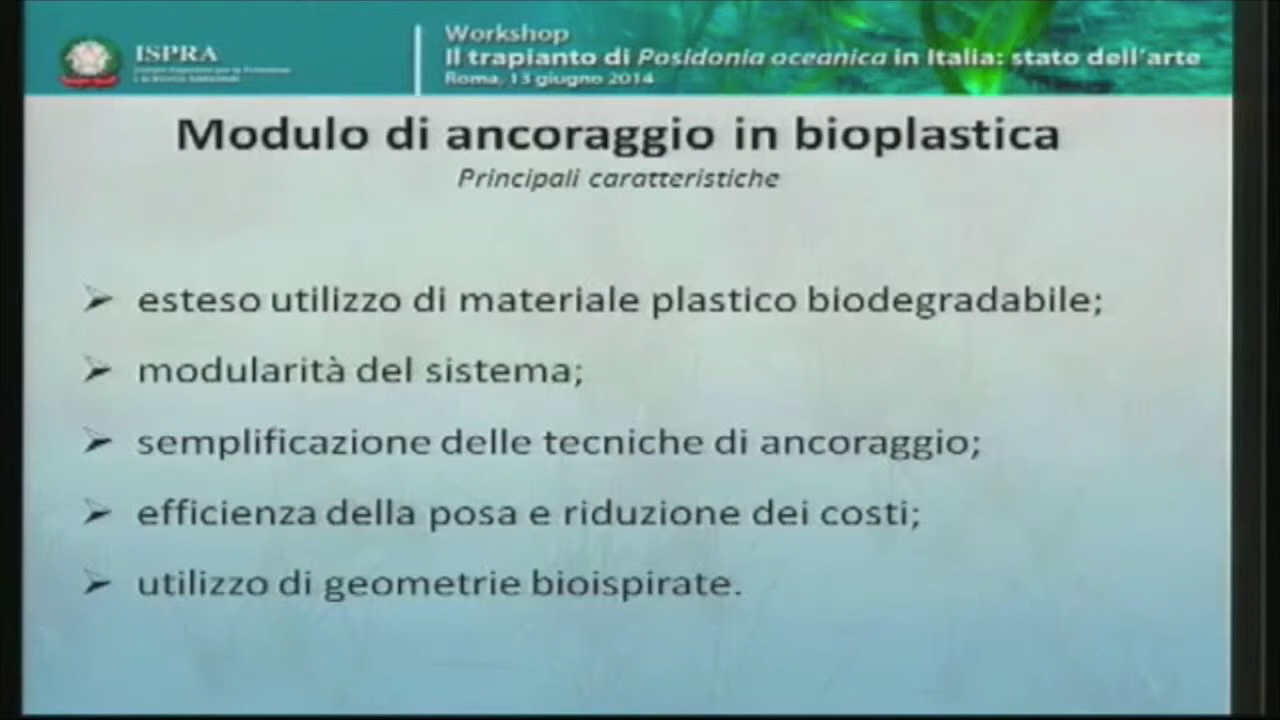 ISPRA
Workshop
Il trapianto di Posidonia oceanica in Italia: stato dell'arte
Roma, 13 giugno 2014
Modulo di ancoraggio in bioplastica
Principali caratteristiche
➢ esteso utilizzo di materiale plastico biodegradabile;
➢ modularità del sistema;
➢ semplificazione delle tecniche di ancoraggio;
➢ efficienza della posa e riduzione dei costi;
➢ utilizzo di geometrie bioispirate.